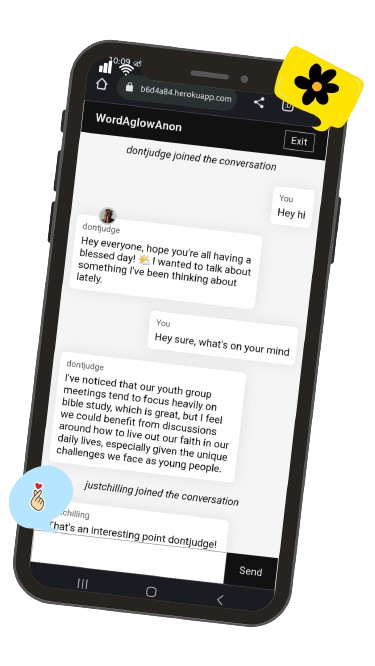 10:09
b6d4a84.herokuapp.com
WordAglowAnon
Exit
dontjudge joined the conversation
You
Hey hi
dontjudge
Hey everyone, hope you're all having a
blessed day! 🌤️ I wanted to talk about
something I've been thinking about
lately.
You
Hey sure, what's on your mind
dontjudge
I've noticed that our youth group
meetings tend to focus heavily on
bible study, which is great, but I feel
we could benefit from discussions
around how to live out our faith in our
daily lives, especially given the unique
challenges we face as young people.
justchilling joined the conversation
chilling
That's an interesting point dontjudge!
Send